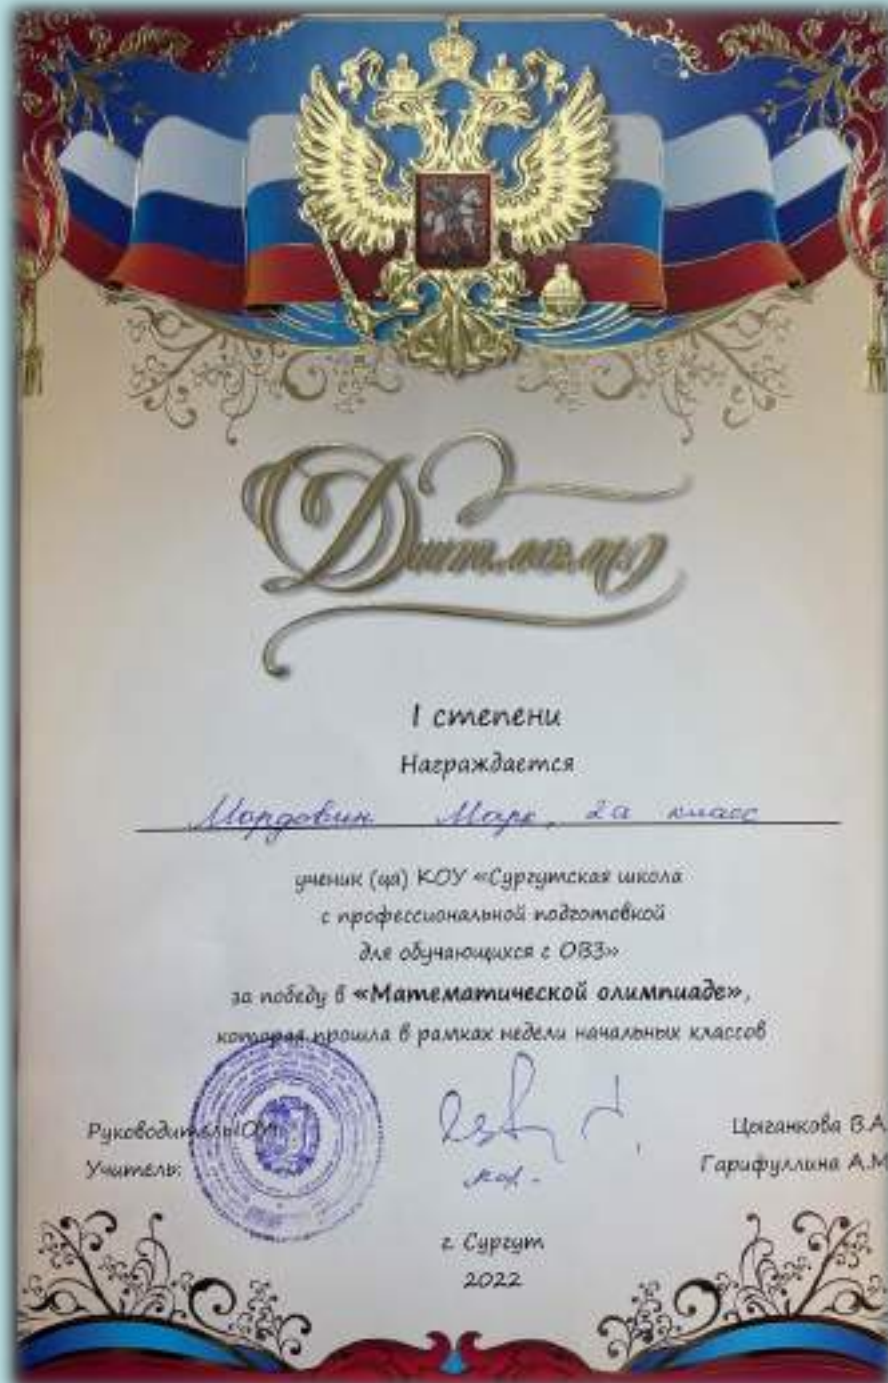 Диплом
I степени
Награждается
Мордовин Марк, 2а класс
ученик (ца) КОУ «Сургутская школа
с профессиональной подготовкой
для обучающихся с ОВЗ»
за победу в «Математической олимпиаде»,
которая прошла в рамках недели начальных классов
Руководитель Цыганкова В.А
Учитель: Гарифуллина А.М
г. Сургут
2022